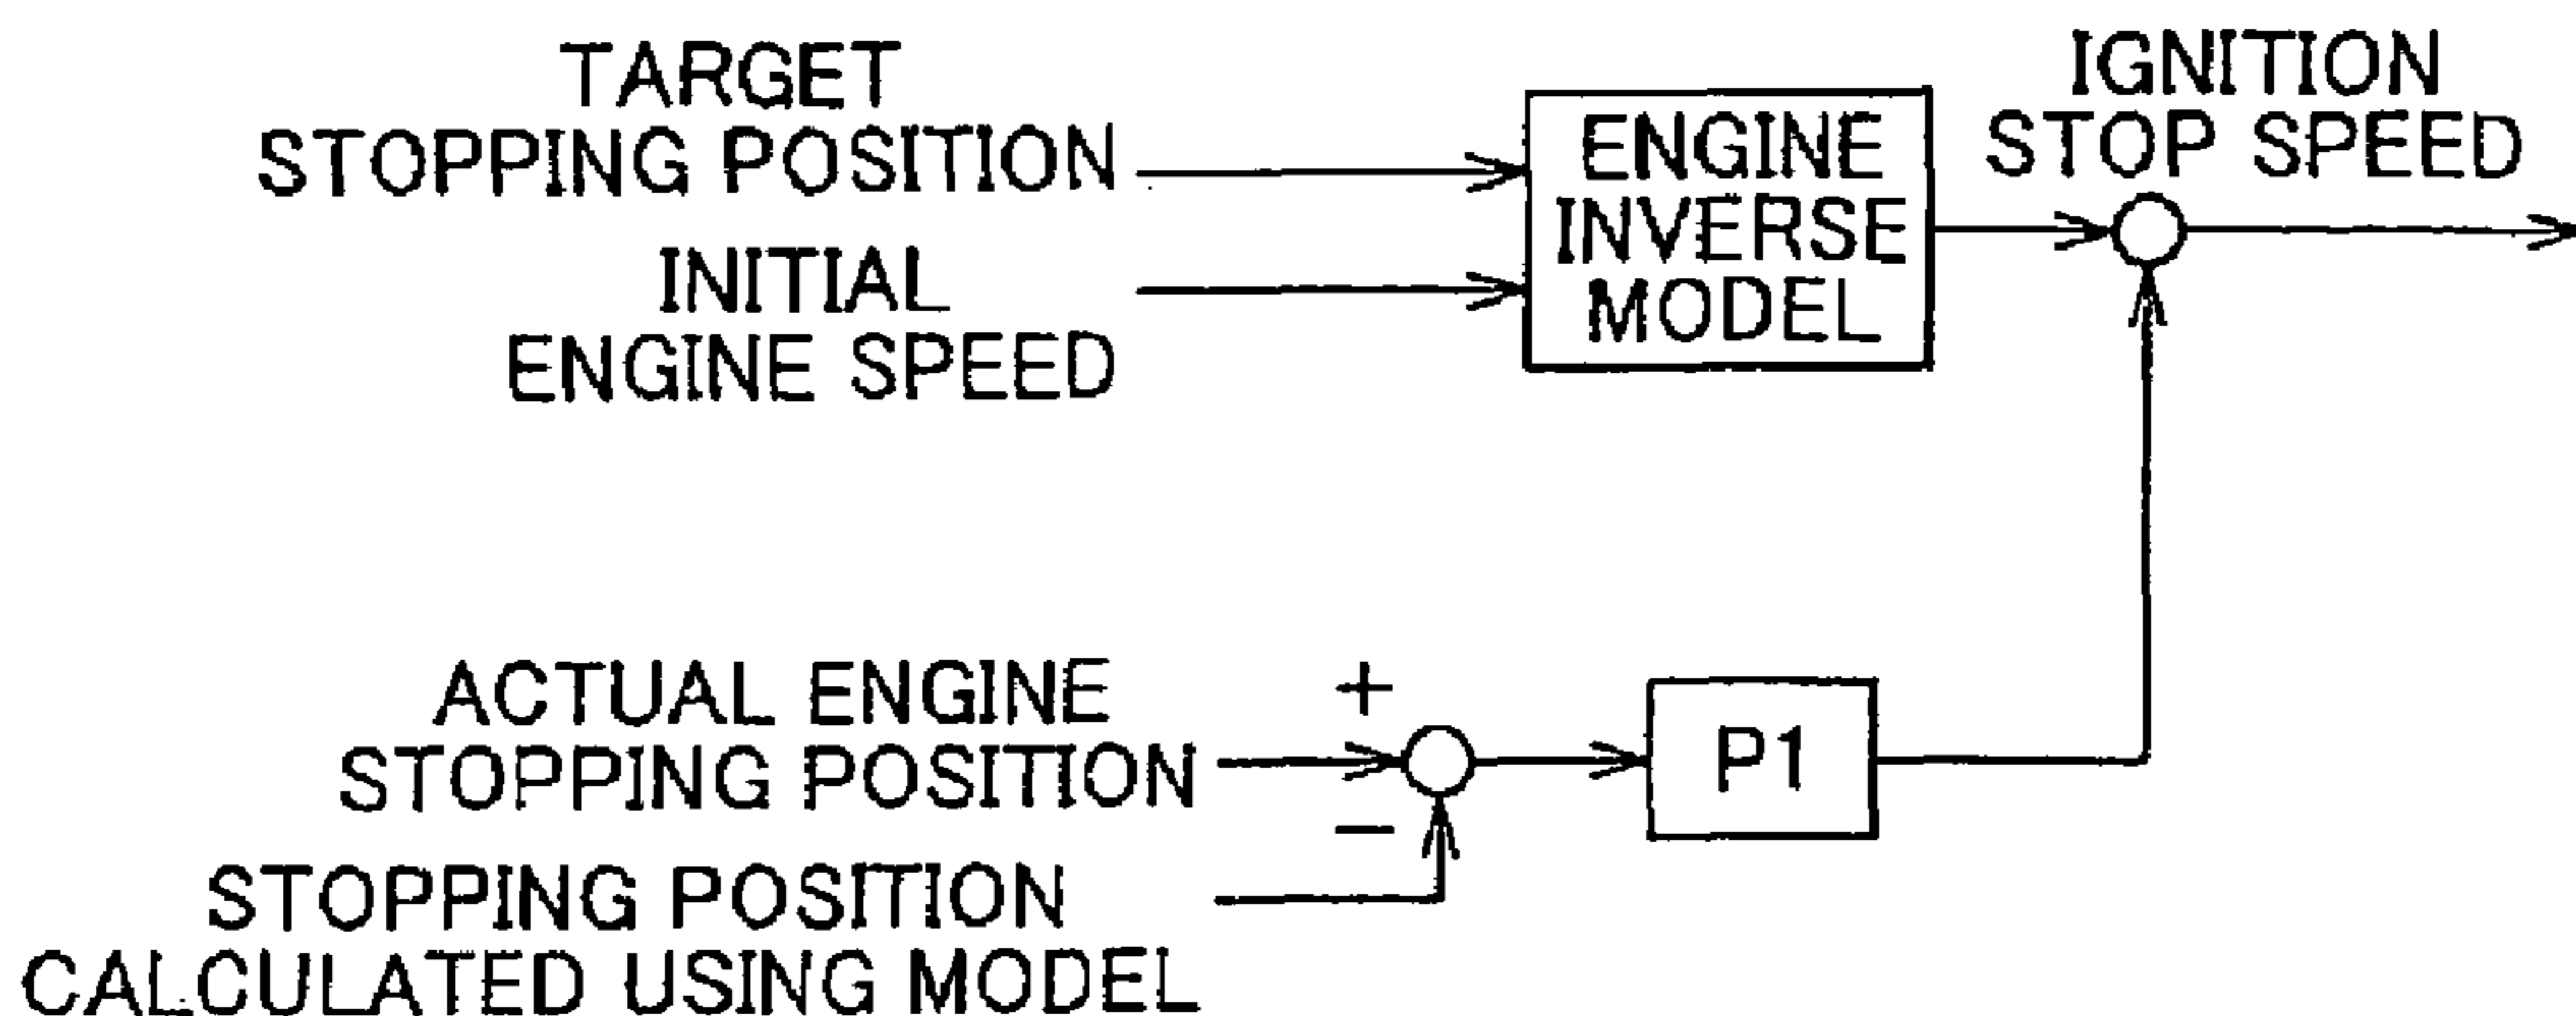 TARGET
STOPPING POSITION
INITIAL
ENGINE SPEED
ENGINE
INVERSE
MODEL
IGNITION
STOP SPEED
ACTUAL ENGINE
STOPPING POSITION
+
−
STOPPING POSITION
CALCULATED USING MODEL
P1